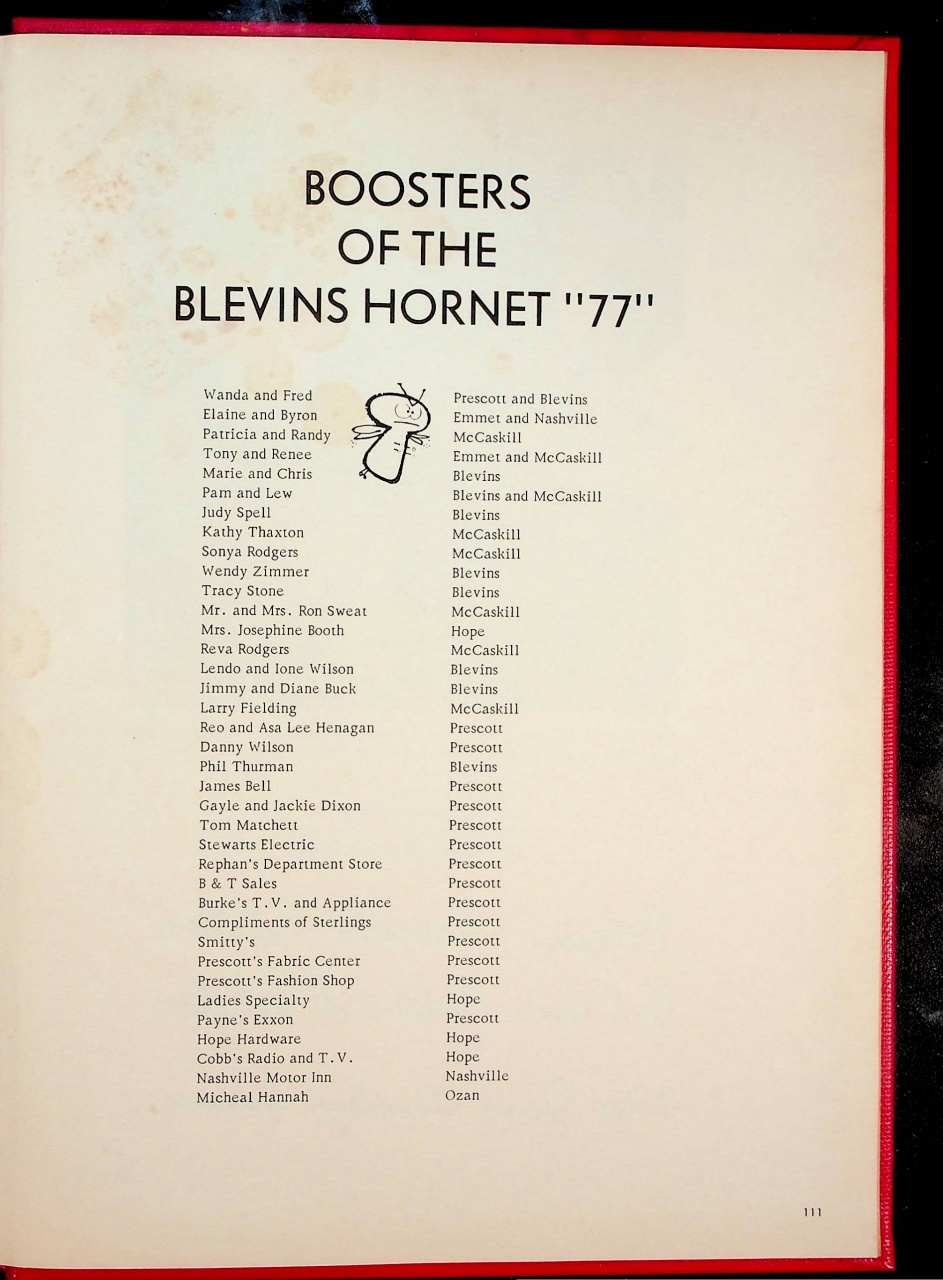 BOOSTERS
OF THE
BLEVINS HORNET "77"
Wanda and Fred Prescott and Blevins
Elaine and Byron Emmet and Nashville
Patricia and Randy McCaskill
Tony and Renee Emmet and McCaskill
Marie and Chris Blevins
Pam and Lew Blevins and McCaskill
Judy Spell Blevins
Kathy Thaxton McCaskill
Sonya Rodgers McCaskill
Wendy Zimmer Blevins
Tracy Stone Blevins
Mr. and Mrs. Ron Sweat McCaskill
Mrs. Josephine Booth Hope
Reva Rodgers McCaskill
Lendo and Ione Wilson Blevins
Jimmy and Diane Buck Blevins
Larry Fielding McCaskill
Reo and Asa Lee Henagan Prescott
Danny Wilson Prescott
Phil Thurman Blevins
James Bell Prescott
Gayle and Jackie Dixon Prescott
Tom Matchett Prescott
Stewarts Electric Prescott
Rephan's Department Store Prescott
B & T Sales Prescott
Burke's T.V. and Appliance Prescott
Compliments of Sterlings Prescott
Smitty's Prescott
Prescott's Fabric Center Prescott
Prescott's Fashion Shop Prescott
Ladies Specialty Hope
Payne's Exxon Prescott
Hope Hardware Hope
Cobb's Radio and T.V. Hope
Nashville Motor Inn Nashville
Micheal Hannah Ozan
111